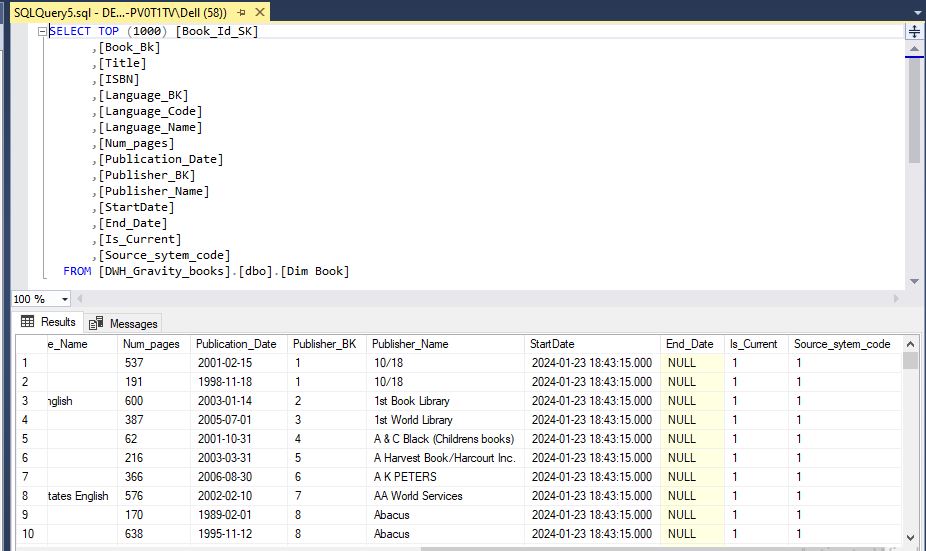 SQLQuery5.sql - DE...-PV0T1TV\Dell (58))
SELECT TOP (1000) [Book_Id_SK]
,[Book_Bk]
,[Title]
,[ISBN]
,[Language_BK]
,[Language_Code]
,[Language_Name]
,[Num_pages]
,[Publication_Date]
,[Publisher_BK]
,[Publisher_Name]
,[StartDate]
,[End_Date]
,[Is_Current]
,[Source_sytem_code]
FROM [DWH_Gravity_books].[dbo].[Dim Book]
100 %
Results Messages
e_Name Num_pages Publication_Date Publisher_BK Publisher_Name StartDate End_Date Is_Current Source_sytem_code
1 537 2001-02-15 1 10/18 2024-01-23 18:43:15.000 NULL 1 1
2 191 1998-11-18 1 10/18 2024-01-23 18:43:15.000 NULL 1 1
3 nglish 600 2003-01-14 2 1st Book Library 2024-01-23 18:43:15.000 NULL 1 1
4 387 2005-07-01 3 1st World Library 2024-01-23 18:43:15.000 NULL 1 1
5 62 2001-10-31 4 A & C Black (Childrens books) 2024-01-23 18:43:15.000 NULL 1 1
6 216 2003-03-31 5 A Harvest Book/Harcourt Inc. 2024-01-23 18:43:15.000 NULL 1 1
7 366 2006-08-30 6 A K PETERS 2024-01-23 18:43:15.000 NULL 1 1
8 tates English 576 2002-02-10 7 AA World Services 2024-01-23 18:43:15.000 NULL 1 1
9 170 1989-02-01 8 Abacus 2024-01-23 18:43:15.000 NULL 1 1
10 638 1995-11-12 8 Abacus 2024-01-23 18:43:15.000 NULL 1 1